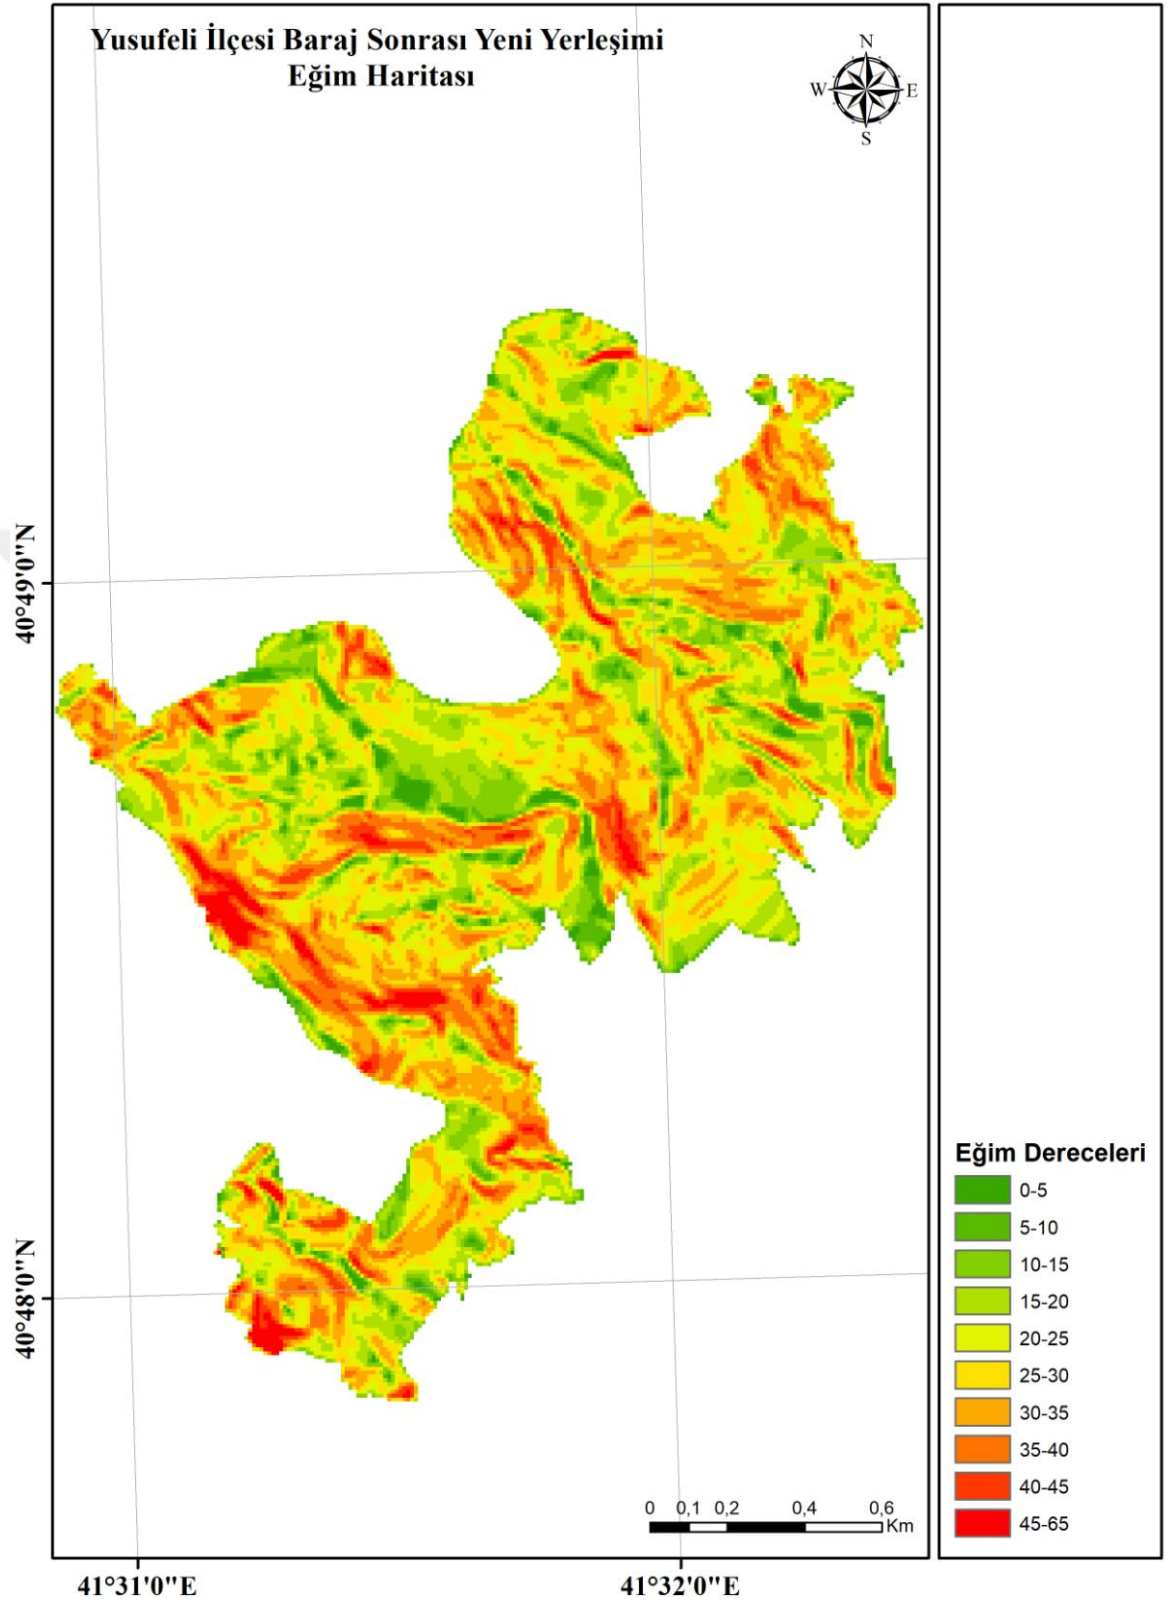 Yusufeli İlçesi Baraj Sonrası Yeni Yerleşimi
Eğim Haritası
N
W E
S
40°49'0"N
40°48'0"N
Eğim Dereceleri
0-5
5-10
10-15
15-20
20-25
25-30
30-35
35-40
40-45
45-65
0 0,1 0,2 0,4 0,6
Km
41°31'0"E 41°32'0"E